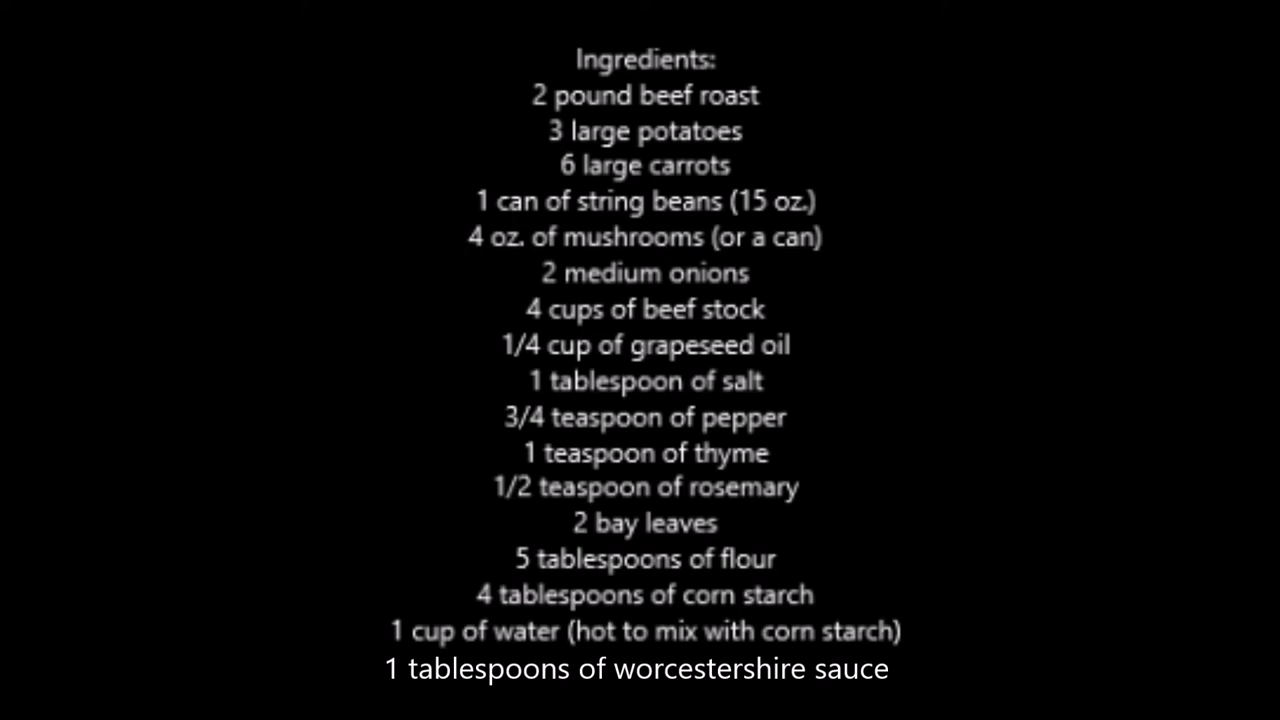 Ingredients:
2 pound beef roast
3 large potatoes
6 large carrots
1 can of string beans (15 oz.)
4 oz. of mushrooms (or a can)
2 medium onions
4 cups of beef stock
1/4 cup of grapeseed oil
1 tablespoon of salt
3/4 teaspoon of pepper
1 teaspoon of thyme
1/2 teaspoon of rosemary
2 bay leaves
5 tablespoons of flour
4 tablespoons of corn starch
1 cup of water (hot to mix with corn starch)
1 tablespoons of worcestershire sauce